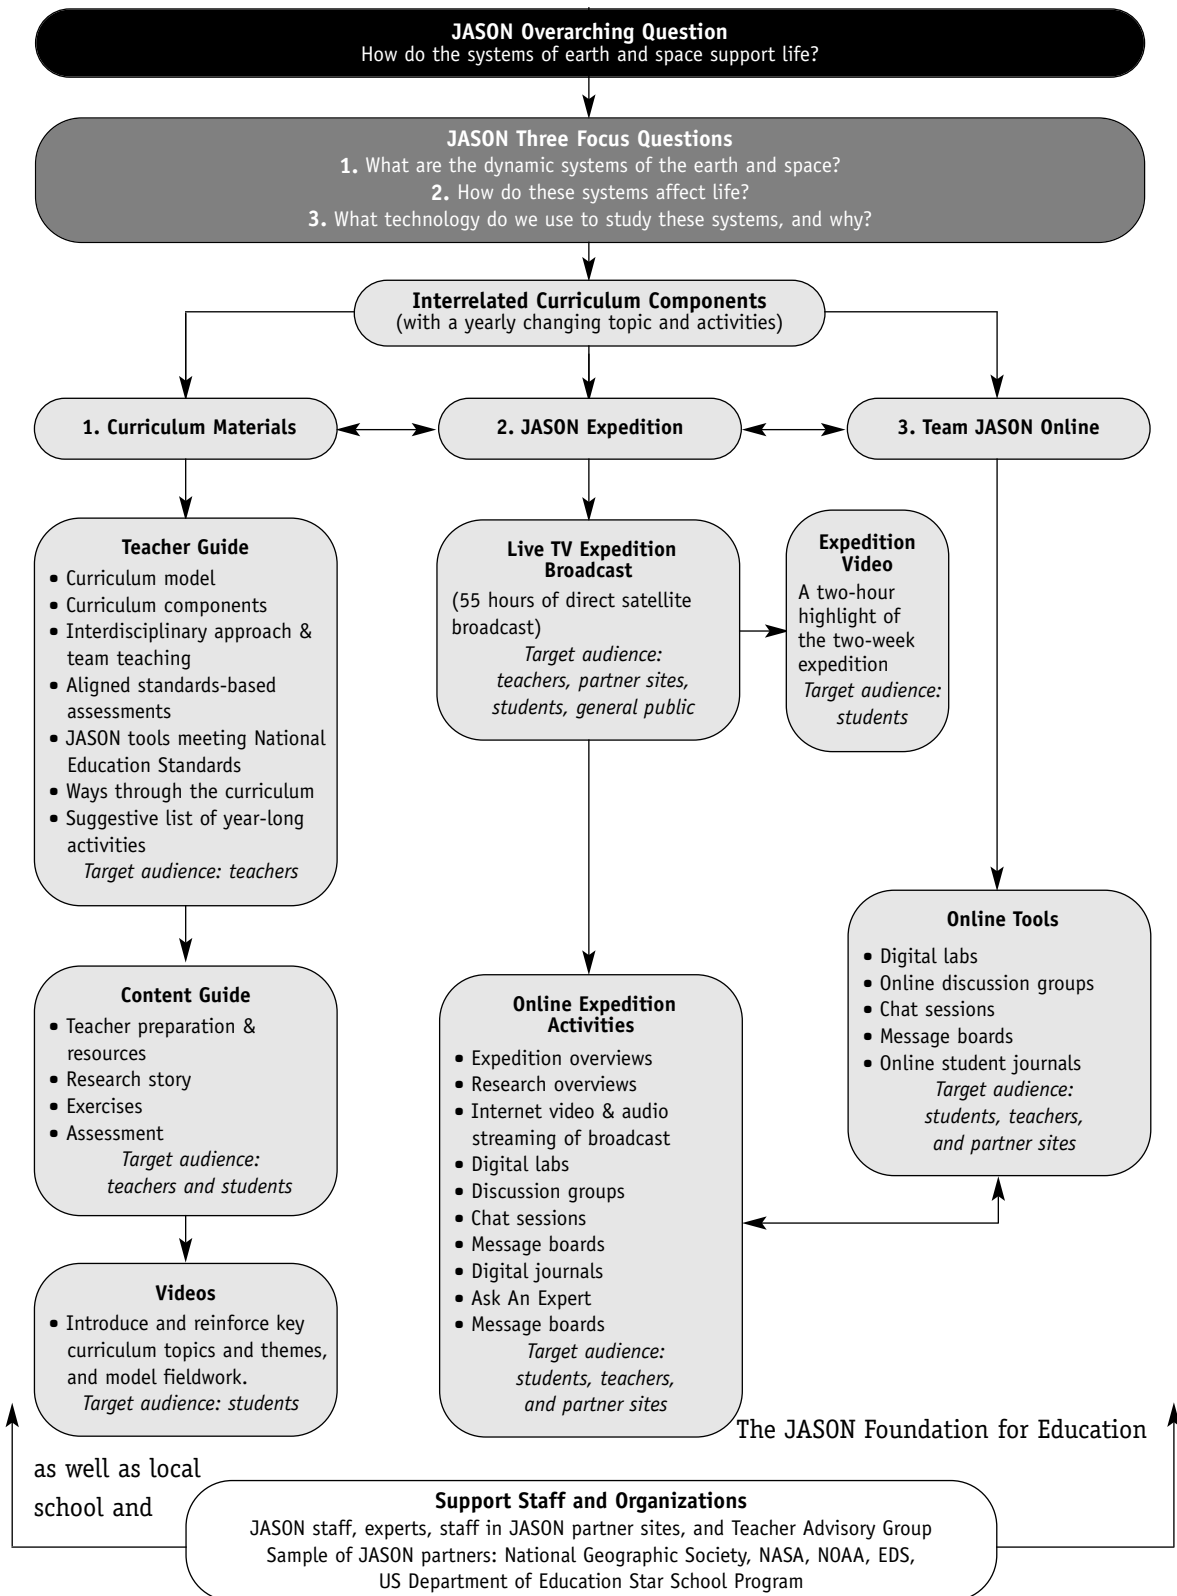 JASON Overarching Question
How do the systems of earth and space support life?
JASON Three Focus Questions
1. What are the dynamic systems of the earth and space?
2. How do these systems affect life?
3. What technology do we use to study these systems, and why?
Interrelated Curriculum Components
(with a yearly changing topic and activities)
1. Curriculum Materials
2. JASON Expedition
3. Team JASON Online
Teacher Guide
• Curriculum model
• Curriculum components
• Interdisciplinary approach &
team teaching
• Aligned standards-based
assessments
• JASON tools meeting National
Education Standards
• Ways through the curriculum
• Suggestive list of year-long
activities
Target audience: teachers
Content Guide
• Teacher preparation &
resources
• Research story
• Exercises
• Assessment
Target audience:
teachers and students
Videos
• Introduce and reinforce key
curriculum topics and themes,
and model fieldwork.
Target audience: students
Live TV Expedition
Broadcast
(55 hours of direct satellite
broadcast)
Target audience:
teachers, partner sites,
students, general public
Expedition
Video
A two-hour
highlight of
the two-week
expedition
Target audience:
students
Online Expedition
Activities
• Expedition overviews
• Research overviews
• Internet video & audio
streaming of broadcast
• Digital labs
• Discussion groups
• Chat sessions
• Message boards
• Digital journals
• Ask An Expert
• Message boards
Target audience:
students, teachers,
and partner sites
Online Tools
• Digital labs
• Online discussion groups
• Chat sessions
• Message boards
• Online student journals
Target audience:
students, teachers,
and partner sites
The JASON Foundation for Education
as well as local
school and
Support Staff and Organizations
JASON staff, experts, staff in JASON partner sites, and Teacher Advisory Group
Sample of JASON partners: National Geographic Society, NASA, NOAA, EDS,
US Department of Education Star School Program